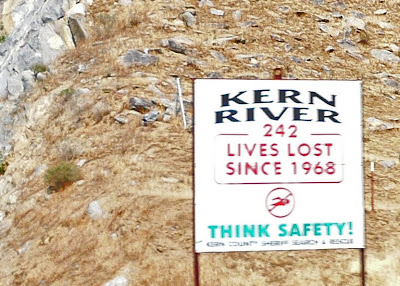 KERN
RIVER
242
LIVES LOST
SINCE 1968
THINK SAFETY!
KERN COUNTY SHERIFF SEARCH & RESCUE